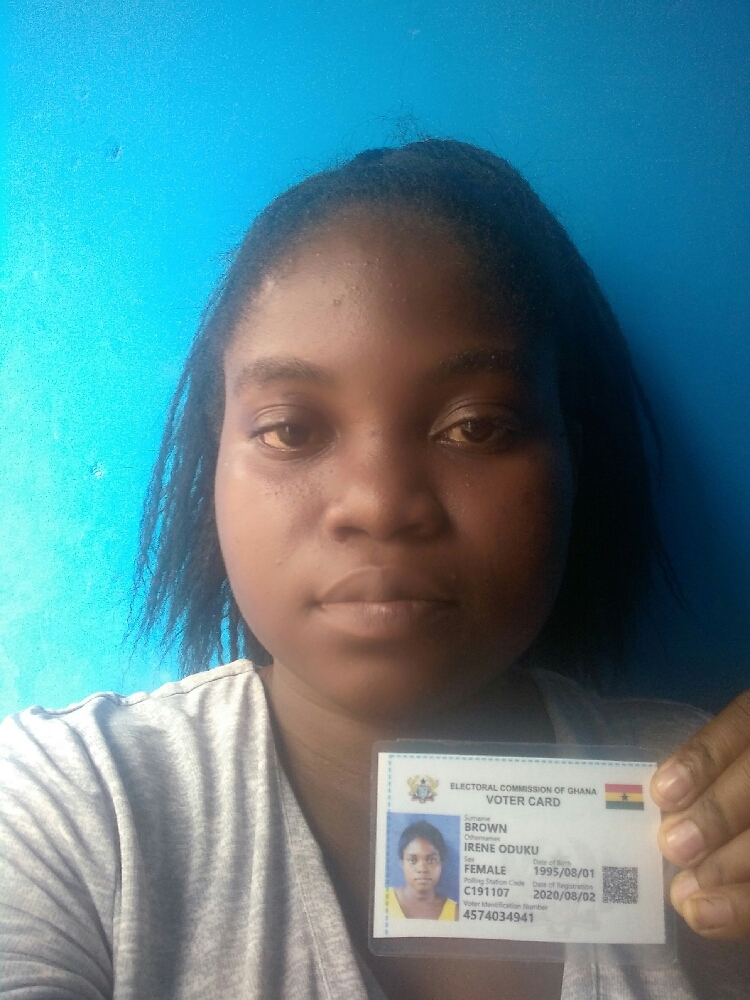 ELECTORAL COMMISSION OF GHANA
VOTER CARD
Surname
BROWN
Othernames
IRENE ODUKU
Sex Date of Birth
FEMALE 1995/08/01
Polling Station Code Date of Registration
C191107 2020/08/02
Voter Identification Number
4574034941